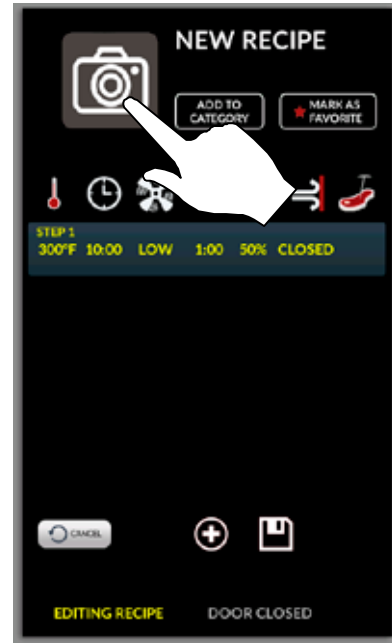 NEW RECIPE
ADD TO
CATEGORY
MARK AS
FAVORITE
STEP 1
300°F 10:00 LOW 1:00 50% CLOSED
CANCEL
EDITING RECIPE DOOR CLOSED